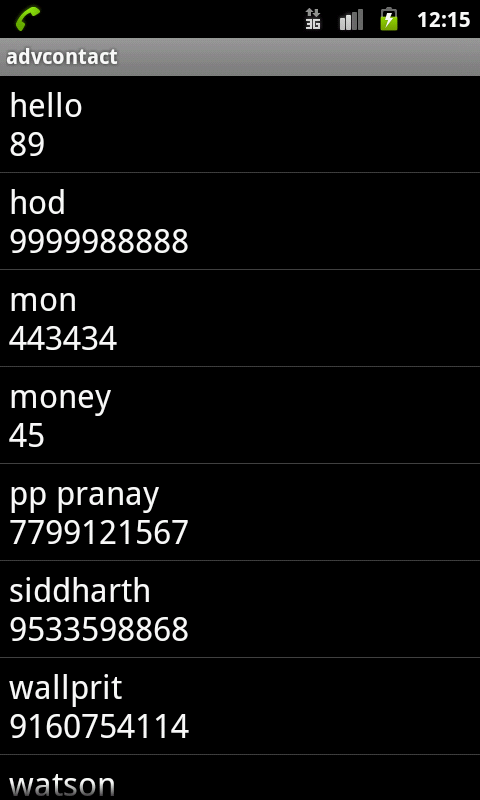 3G 12:15
advcontact
hello
89
hod
9999988888
mon
443434
money
45
pp pranay
7799121567
siddharth
9533598868
wallprit
9160754114
watson